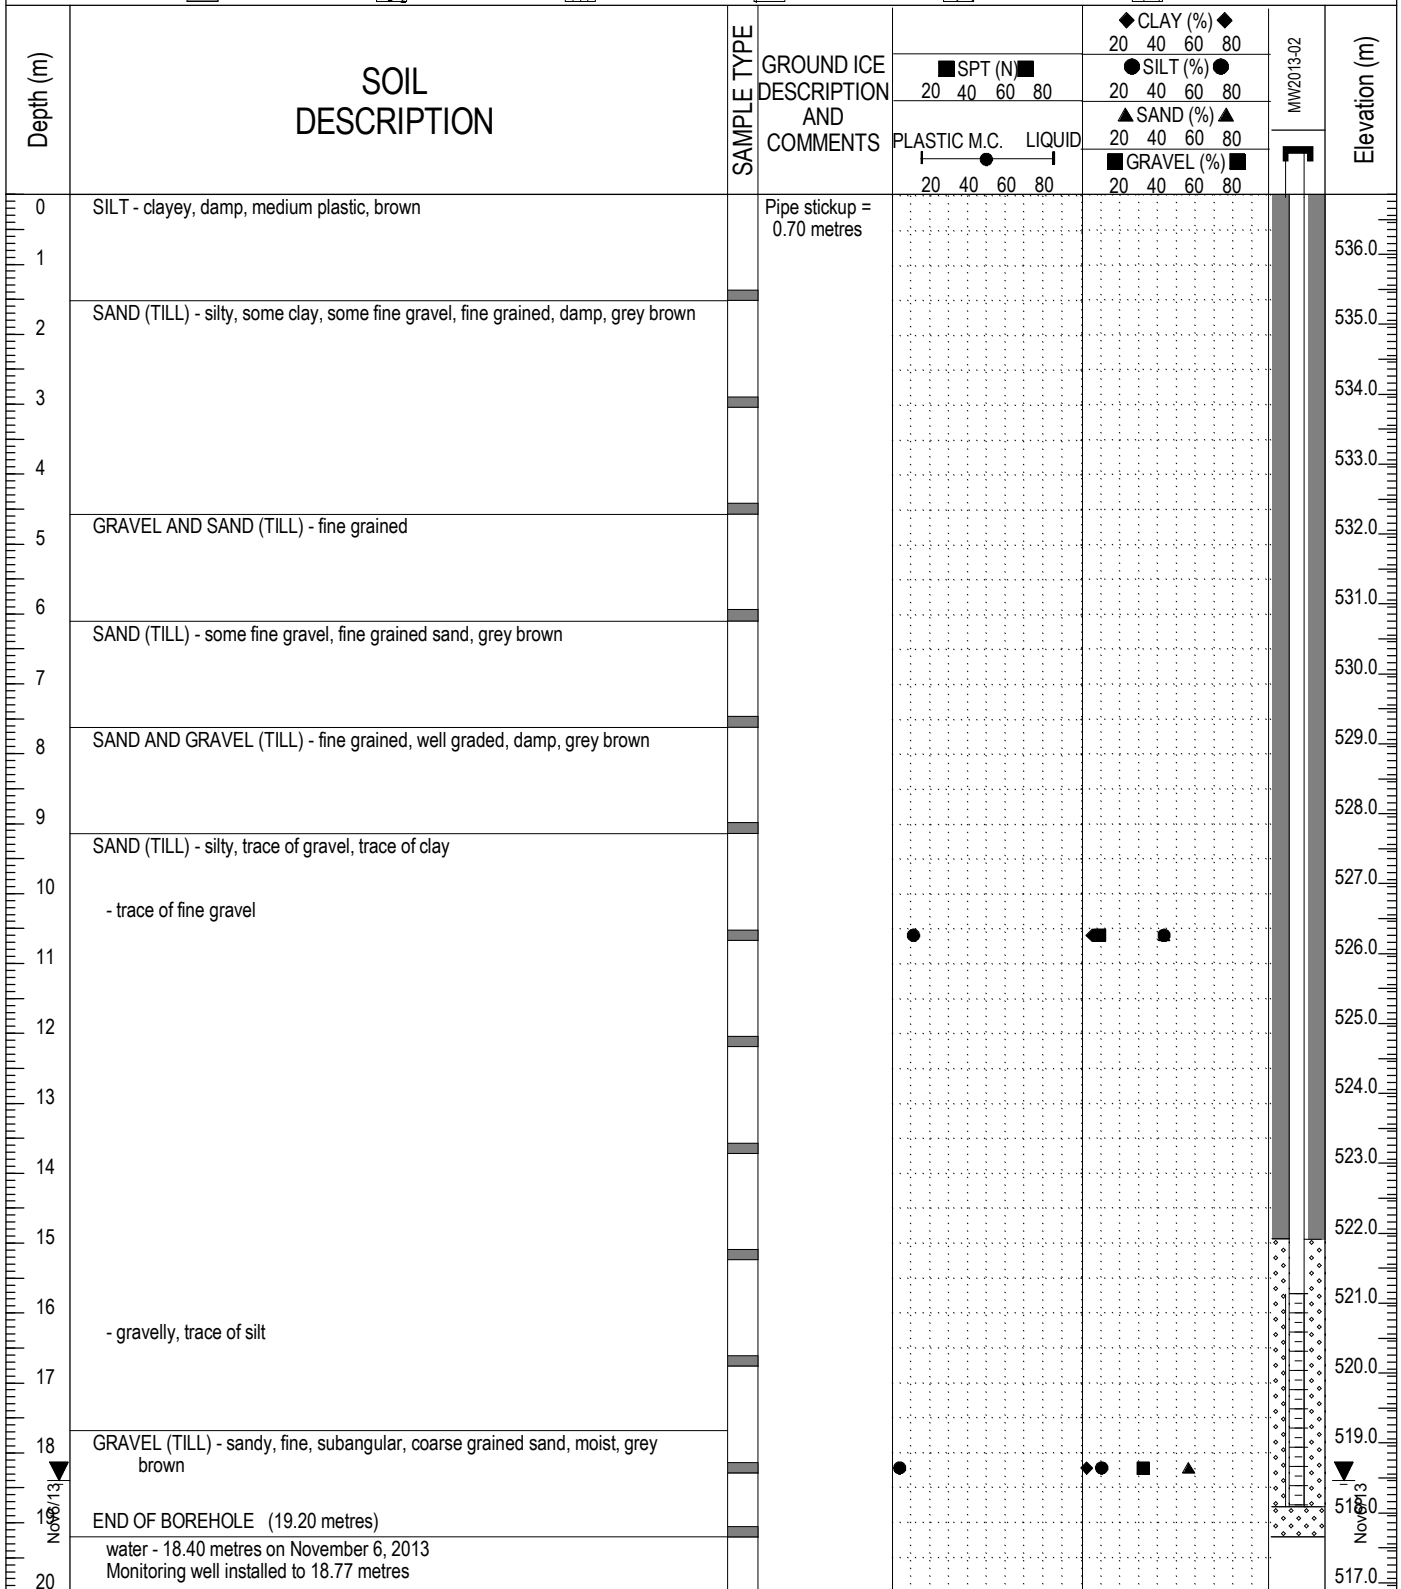 Depth (m)
SOIL
DESCRIPTION
SAMPLE TYPE
GROUND ICE
DESCRIPTION
AND
COMMENTS
SPT (N)
20 40 60 80
PLASTIC M.C. LIQUID
20 40 60 80
CLAY (%)
20 40 60 80
SILT (%)
20 40 60 80
SAND (%)
20 40 60 80
GRAVEL (%)
20 40 60 80
MW2013-02
Elevation (m)
0
SILT - clayey, damp, medium plastic, brown
Pipe stickup =
0.70 metres
536.0
1
SAND (TILL) - silty, some clay, some fine gravel, fine grained, damp, grey brown
535.0
2
534.0
3
533.0
4
GRAVEL AND SAND (TILL) - fine grained
532.0
5
531.0
6
SAND (TILL) - some fine gravel, fine grained sand, grey brown
530.0
7
529.0
SAND AND GRAVEL (TILL) - fine grained, well graded, damp, grey brown
8
528.0
9
SAND (TILL) - silty, trace of gravel, trace of clay
527.0
10
- trace of fine gravel
526.0
11
525.0
12
524.0
13
523.0
14
522.0
15
521.0
16
- gravelly, trace of silt
520.0
17
519.0
GRAVEL (TILL) - sandy, fine, subangular, coarse grained sand, moist, grey
brown
18
518.0
Nov6/13
Nov6/13
19
END OF BOREHOLE (19.20 metres)
water - 18.40 metres on November 6, 2013
Monitoring well installed to 18.77 metres
517.0
20